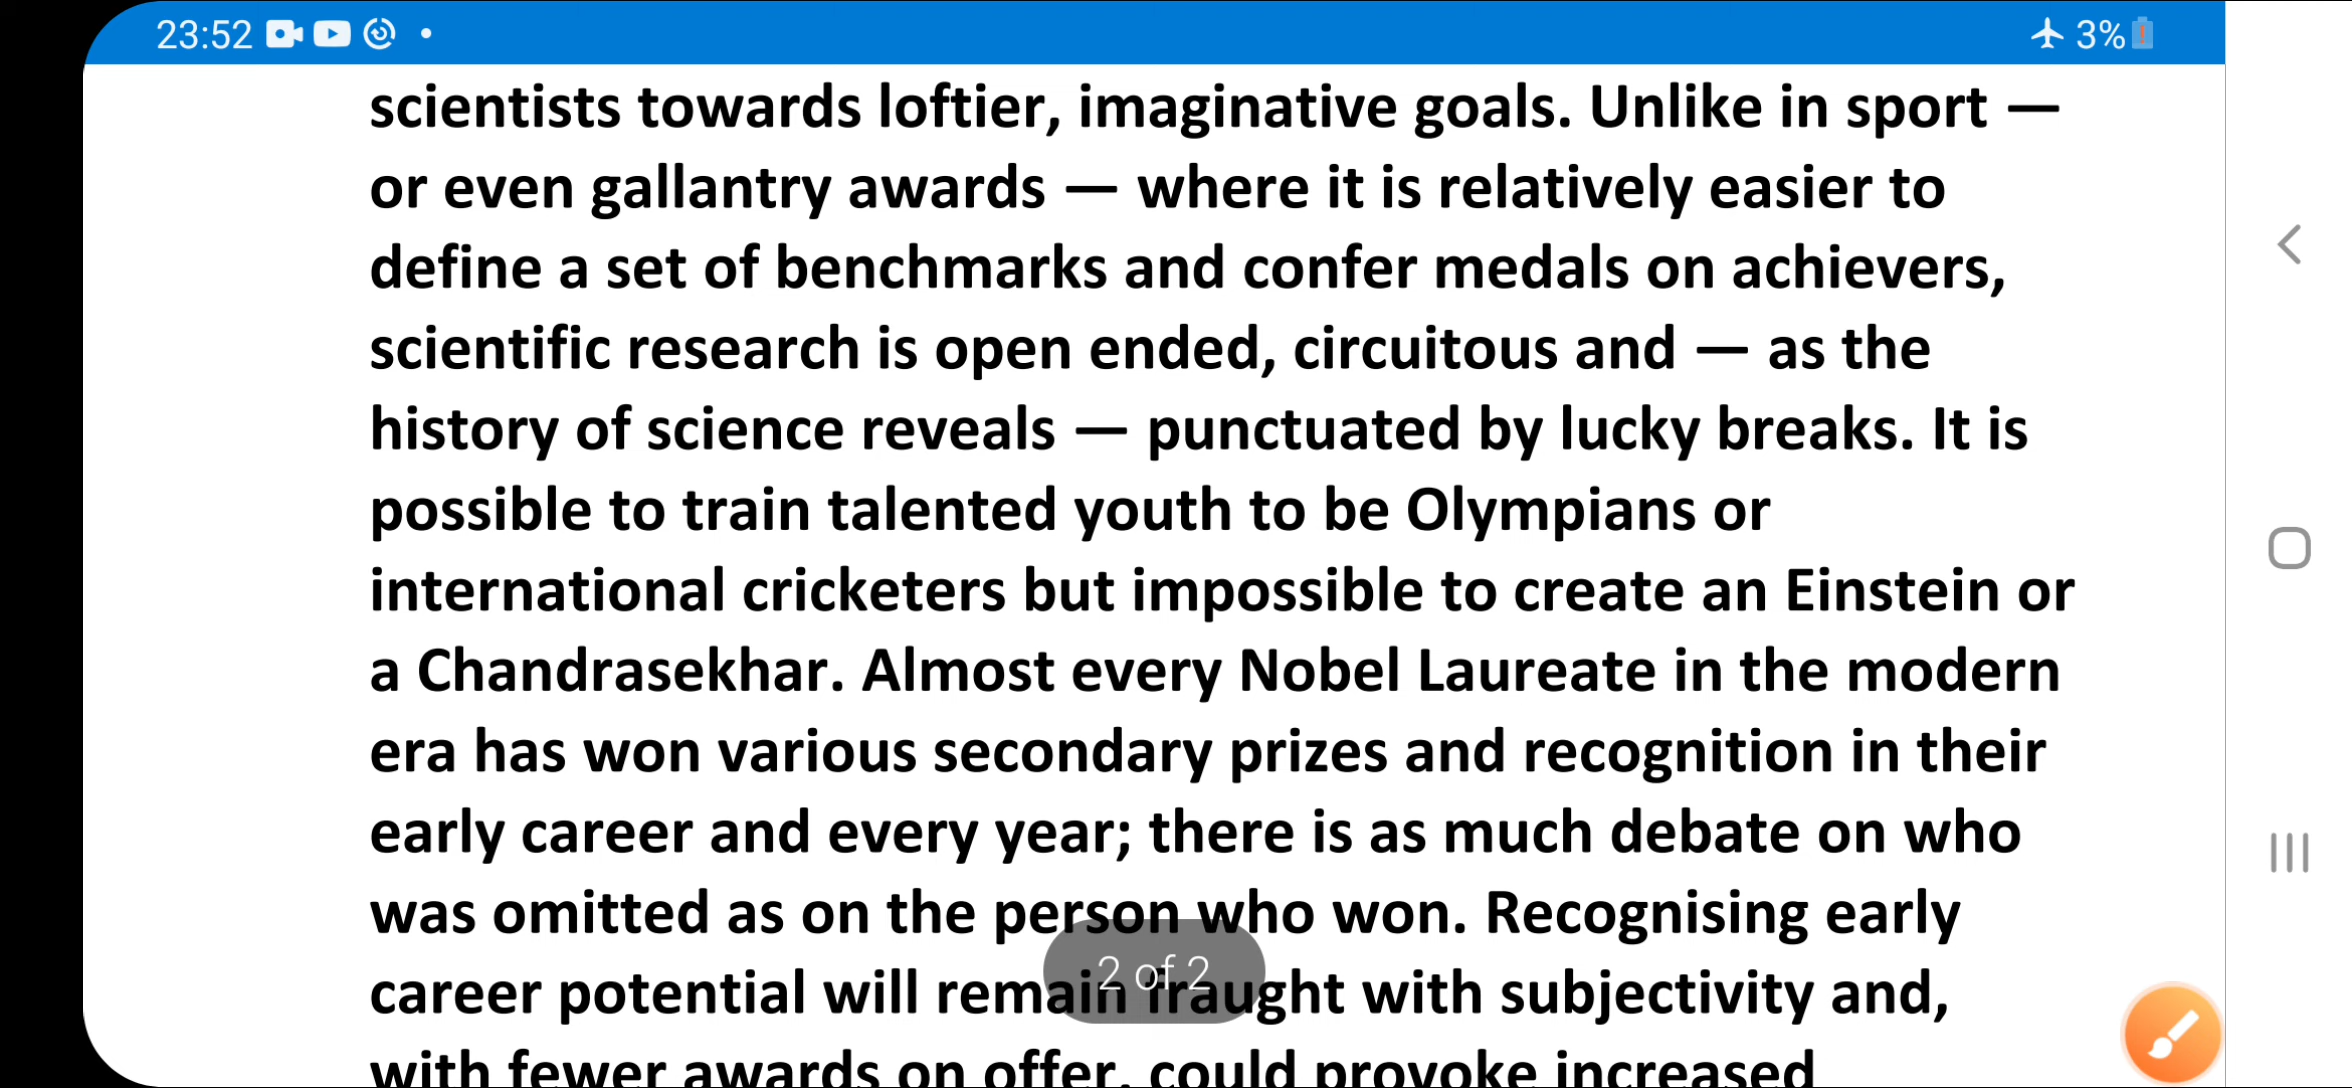 23:52
3%
scientists towards loftier, imaginative goals. Unlike in sport —
or even gallantry awards — where it is relatively easier to
define a set of benchmarks and confer medals on achievers,
scientific research is open ended, circuitous and — as the
history of science reveals — punctuated by lucky breaks. It is
possible to train talented youth to be Olympians or
international cricketers but impossible to create an Einstein or
a Chandrasekhar. Almost every Nobel Laureate in the modern
era has won various secondary prizes and recognition in their
early career and every year; there is as much debate on who
was omitted as on the person who won. Recognising early
career potential will remain fraught with subjectivity and,
2 of 2
with fewer awards on offer, could provoke increased